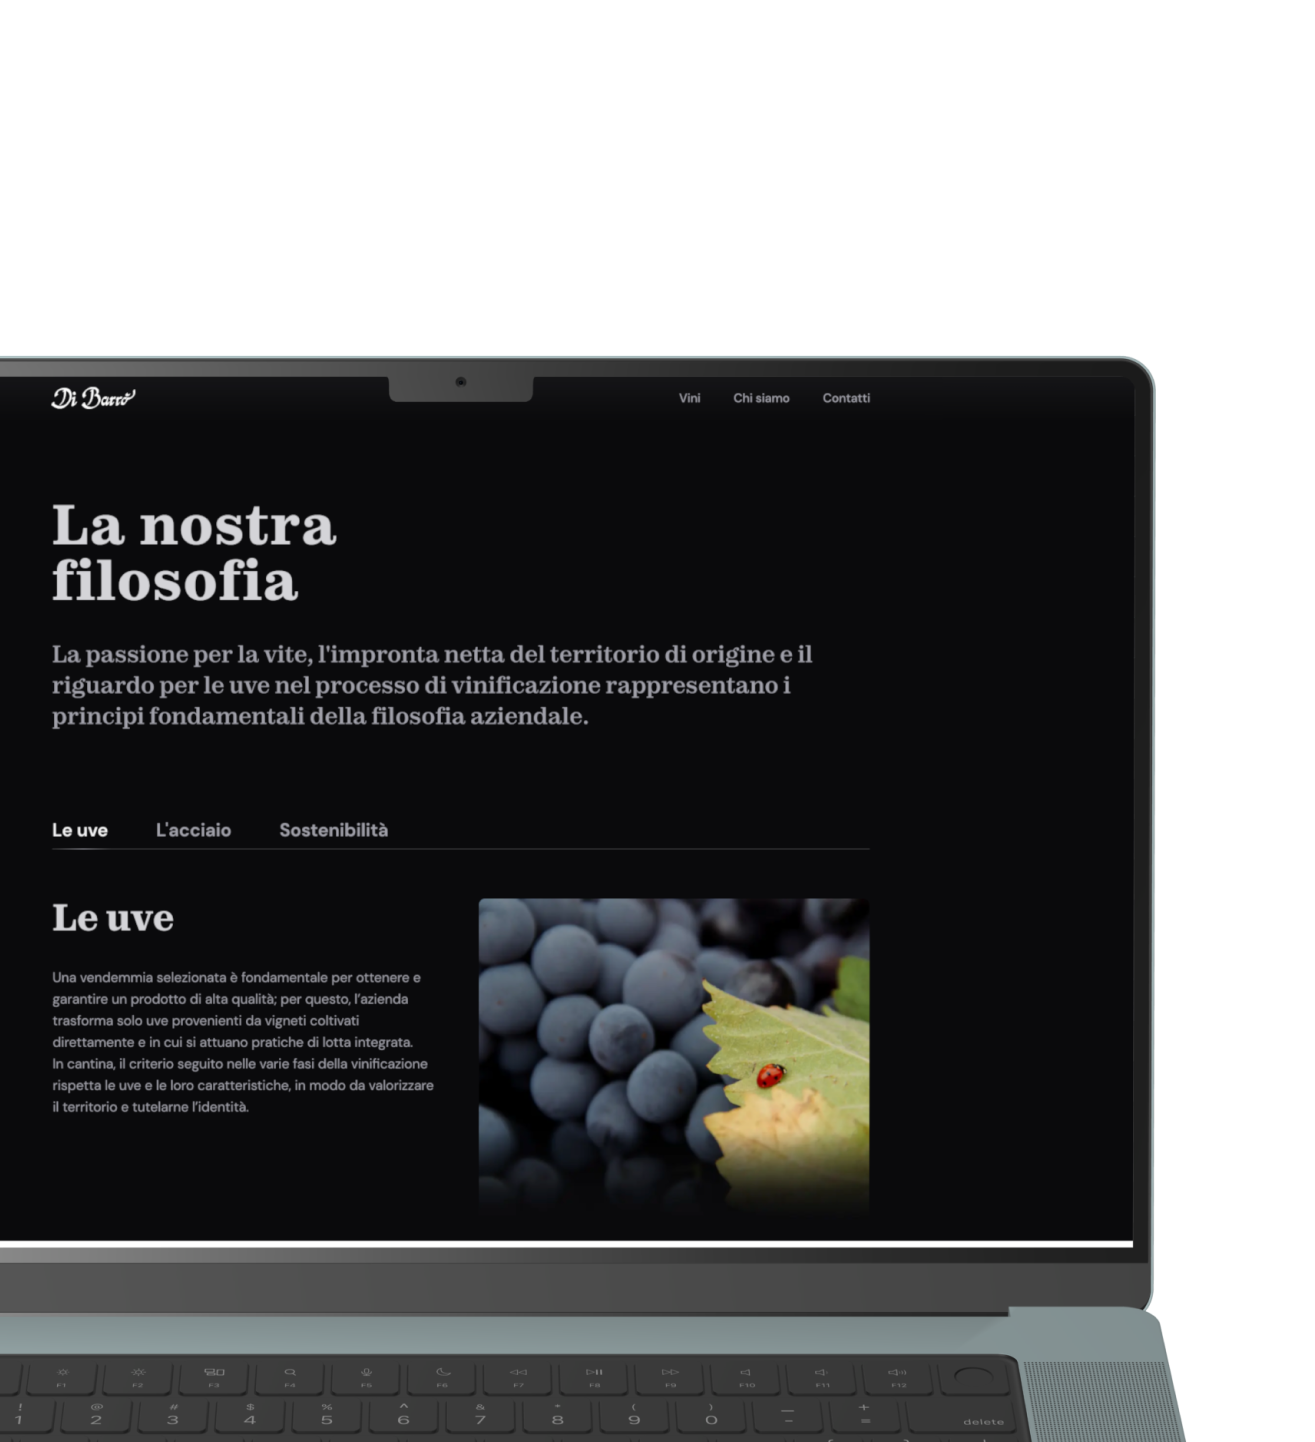 Di Barrò
Vini Chi siamo Contatti
La nostra
filosofia
La passione per la vite, l'impronta netta del territorio di origine e il
riguardo per le uve nel processo di vinificazione rappresentano i
principi fondamentali della filosofia aziendale.
Le uve L'acciaio Sostenibilità
Le uve
Una vendemmia selezionata è fondamentale per ottenere e
garantire un prodotto di alta qualità; per questo, l’azienda
trasforma solo uve provenienti da vigneti coltivati
direttamente e in cui si attuano pratiche di lotta integrata.
In cantina, il criterio seguito nelle varie fasi della vinificazione
rispetta le uve e le loro caratteristiche, in modo da valorizzare
il territorio e tutelarne l’identità.
F1 F2 F3 F4 F5 F6 F7 F8 F9 F10 F11 F12
! @ # $ % ^ & * ( ) — +
1 2 3 4 5 6 7 8 9 0 - = delete